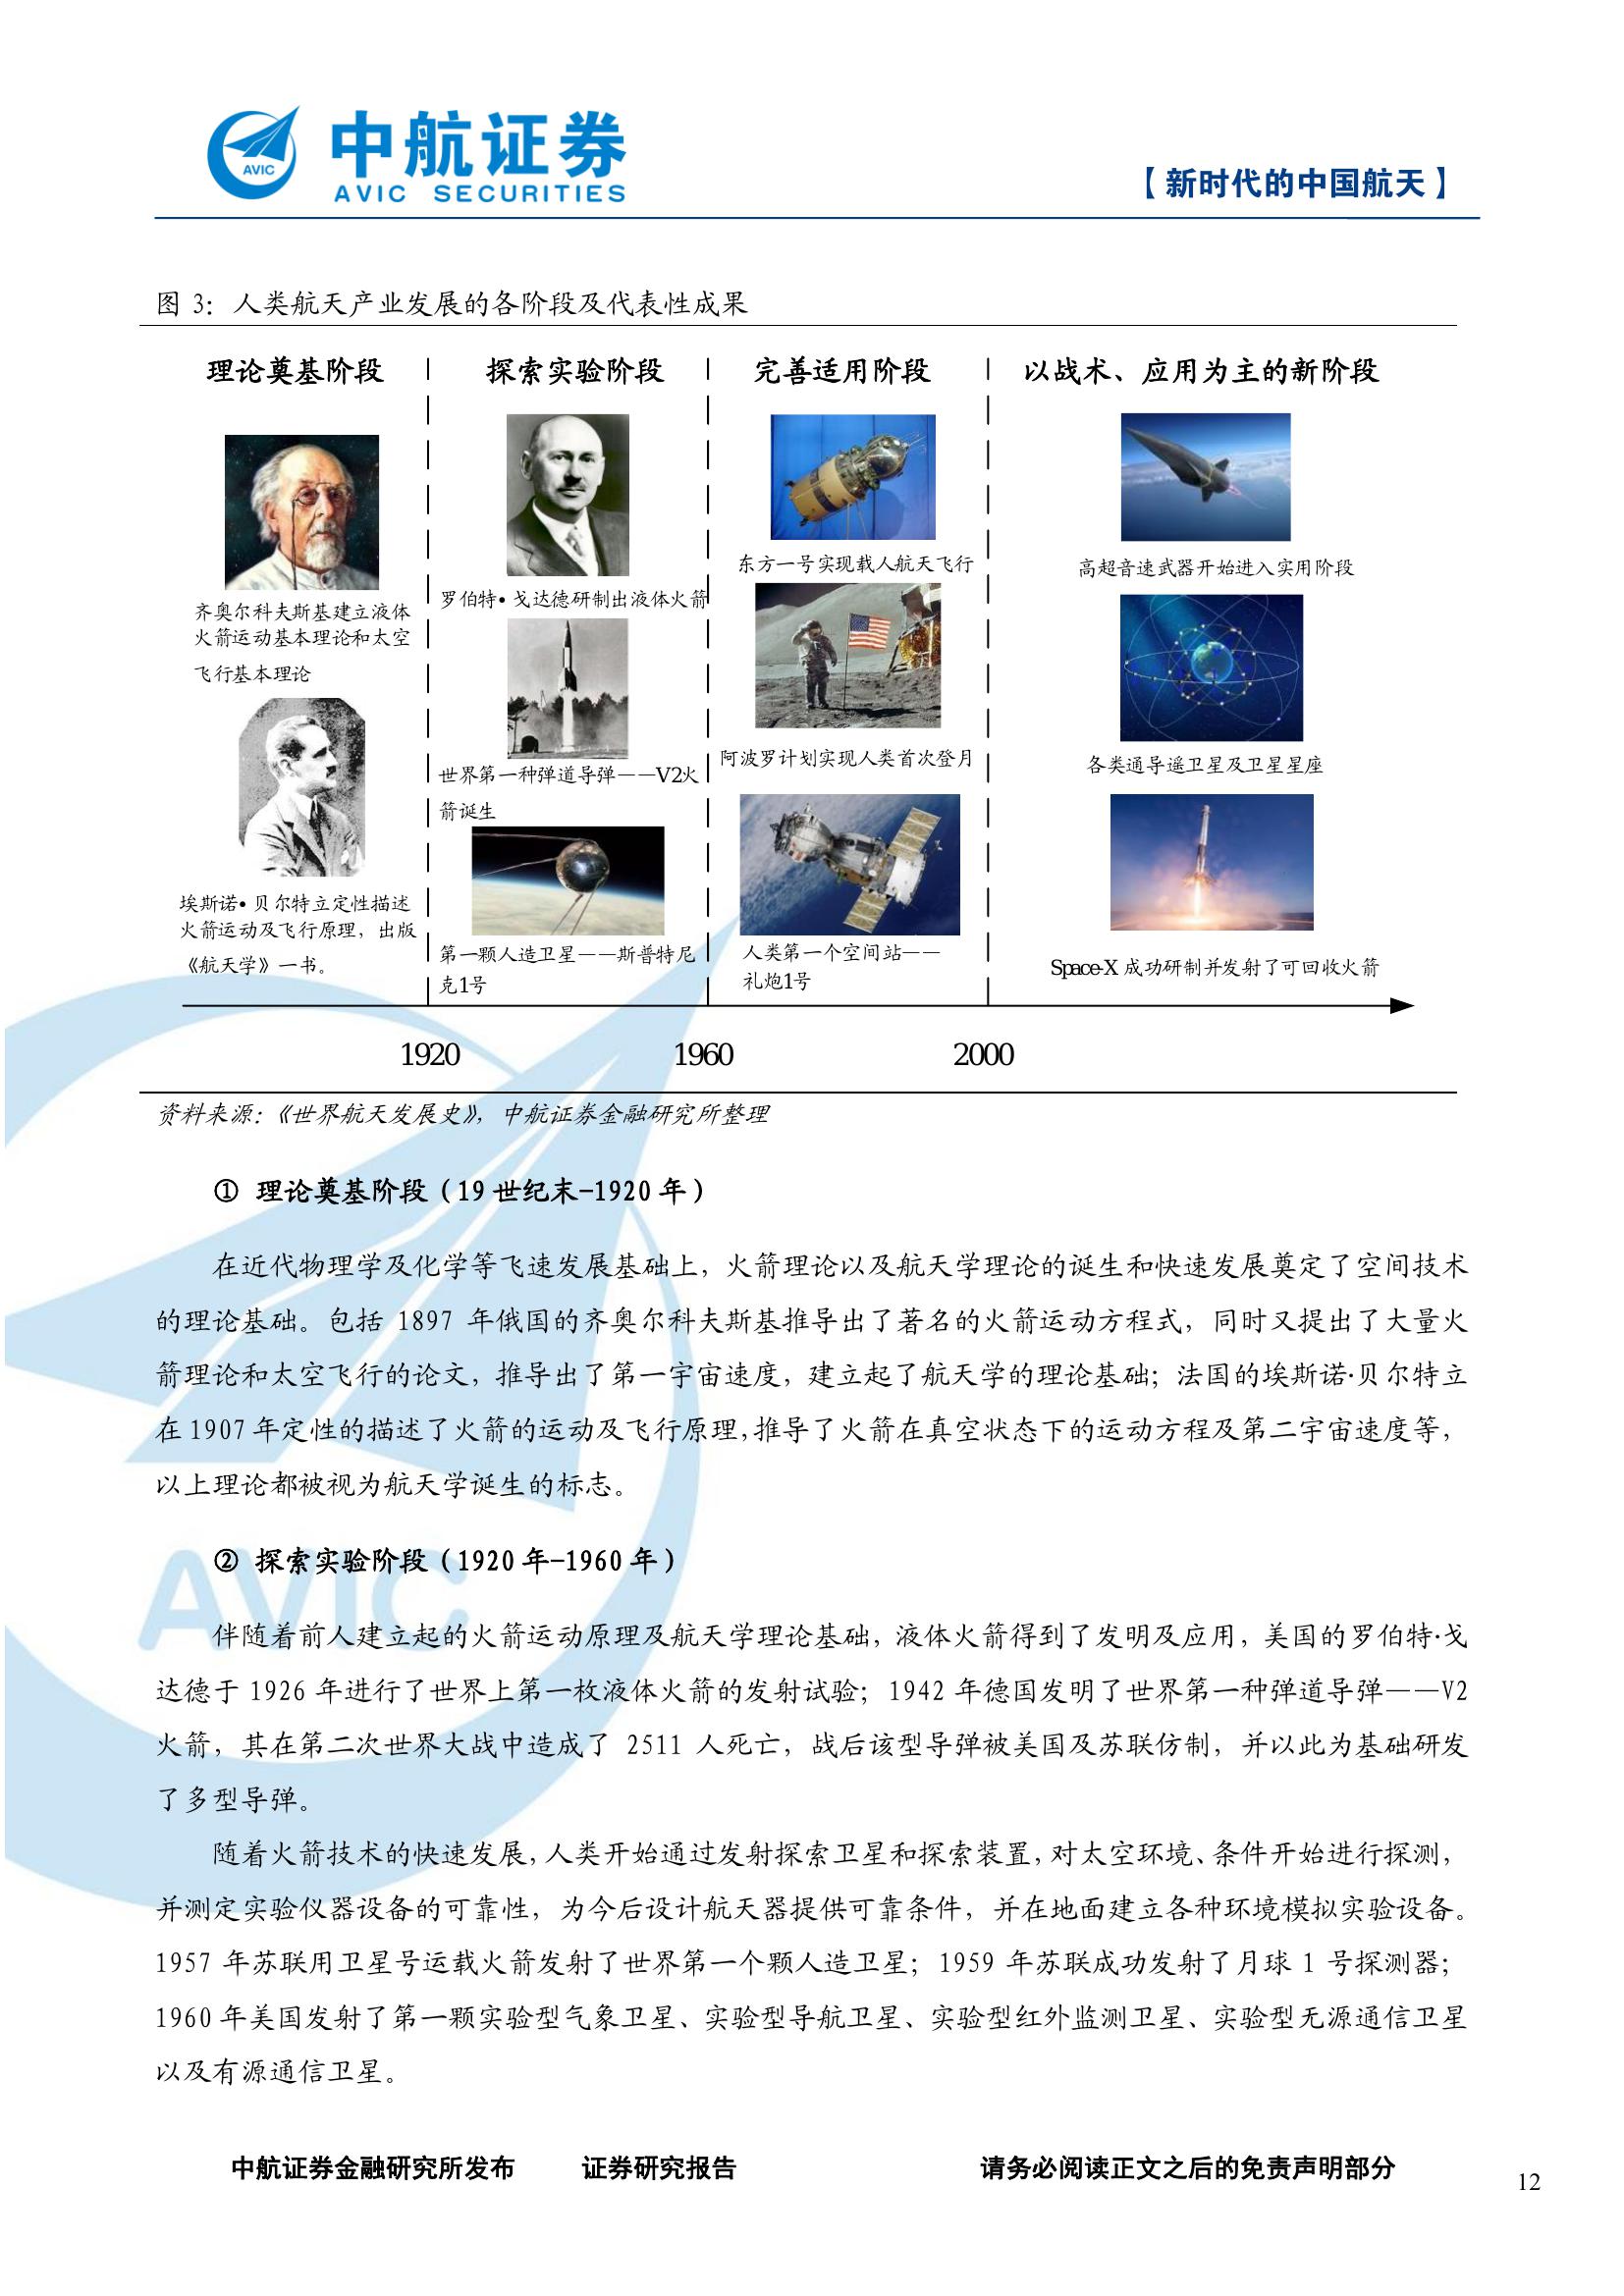 AVIC
中航证券
AVIC SECURITIES
【新时代的中国航天】
图 3：人类航天产业发展的各阶段及代表性成果
理论奠基阶段
齐奥尔科夫斯基建立液体
火箭运动基本理论和太空
飞行基本理论
埃斯诺•贝尔特立定性描述
火箭运动及飞行原理，出版
《航天学》一书。
探索实验阶段
罗伯特•戈达德研制出液体火箭
世界第一种弹道导弹——V2火
箭诞生
第一颗人造卫星——斯普特尼
克1号
完善适用阶段
东方一号实现载人航天飞行
阿波罗计划实现人类首次登月
人类第一个空间站——
礼炮1号
以战术、应用为主的新阶段
高超音速武器开始进入实用阶段
各类通导遥卫星及卫星星座
Space-X 成功研制并发射了可回收火箭
1920
1960
2000
资料来源：《世界航天发展史》，中航证券金融研究所整理
① 理论奠基阶段（19 世纪末–1920 年）
在近代物理学及化学等飞速发展基础上，火箭理论以及航天学理论的诞生和快速发展奠定了空间技术
的理论基础。包括 1897 年俄国的齐奥尔科夫斯基推导出了著名的火箭运动方程式，同时又提出了大量火
箭理论和太空飞行的论文，推导出了第一宇宙速度，建立起了航天学的理论基础；法国的埃斯诺·贝尔特立
在 1907 年定性的描述了火箭的运动及飞行原理，推导了火箭在真空状态下的运动方程及第二宇宙速度等，
以上理论都被视为航天学诞生的标志。
② 探索实验阶段（1920 年–1960 年）
伴随着前人建立起的火箭运动原理及航天学理论基础，液体火箭得到了发明及应用，美国的罗伯特·戈
达德于 1926 年进行了世界上第一枚液体火箭的发射试验；1942 年德国发明了世界第一种弹道导弹——V2
火箭，其在第二次世界大战中造成了 2511 人死亡，战后该型导弹被美国及苏联仿制，并以此为基础研发
了多型导弹。
随着火箭技术的快速发展，人类开始通过发射探索卫星和探索装置，对太空环境、条件开始进行探测，
并测定实验仪器设备的可靠性，为今后设计航天器提供可靠条件，并在地面建立各种环境模拟实验设备。
1957 年苏联用卫星号运载火箭发射了世界第一个颗人造卫星；1959 年苏联成功发射了月球 1 号探测器；
1960 年美国发射了第一颗实验型气象卫星、实验型导航卫星、实验型红外监测卫星、实验型无源通信卫星
以及有源通信卫星。
AVIC
中航证券金融研究所发布 证券研究报告 请务必阅读正文之后的免责声明部分
12